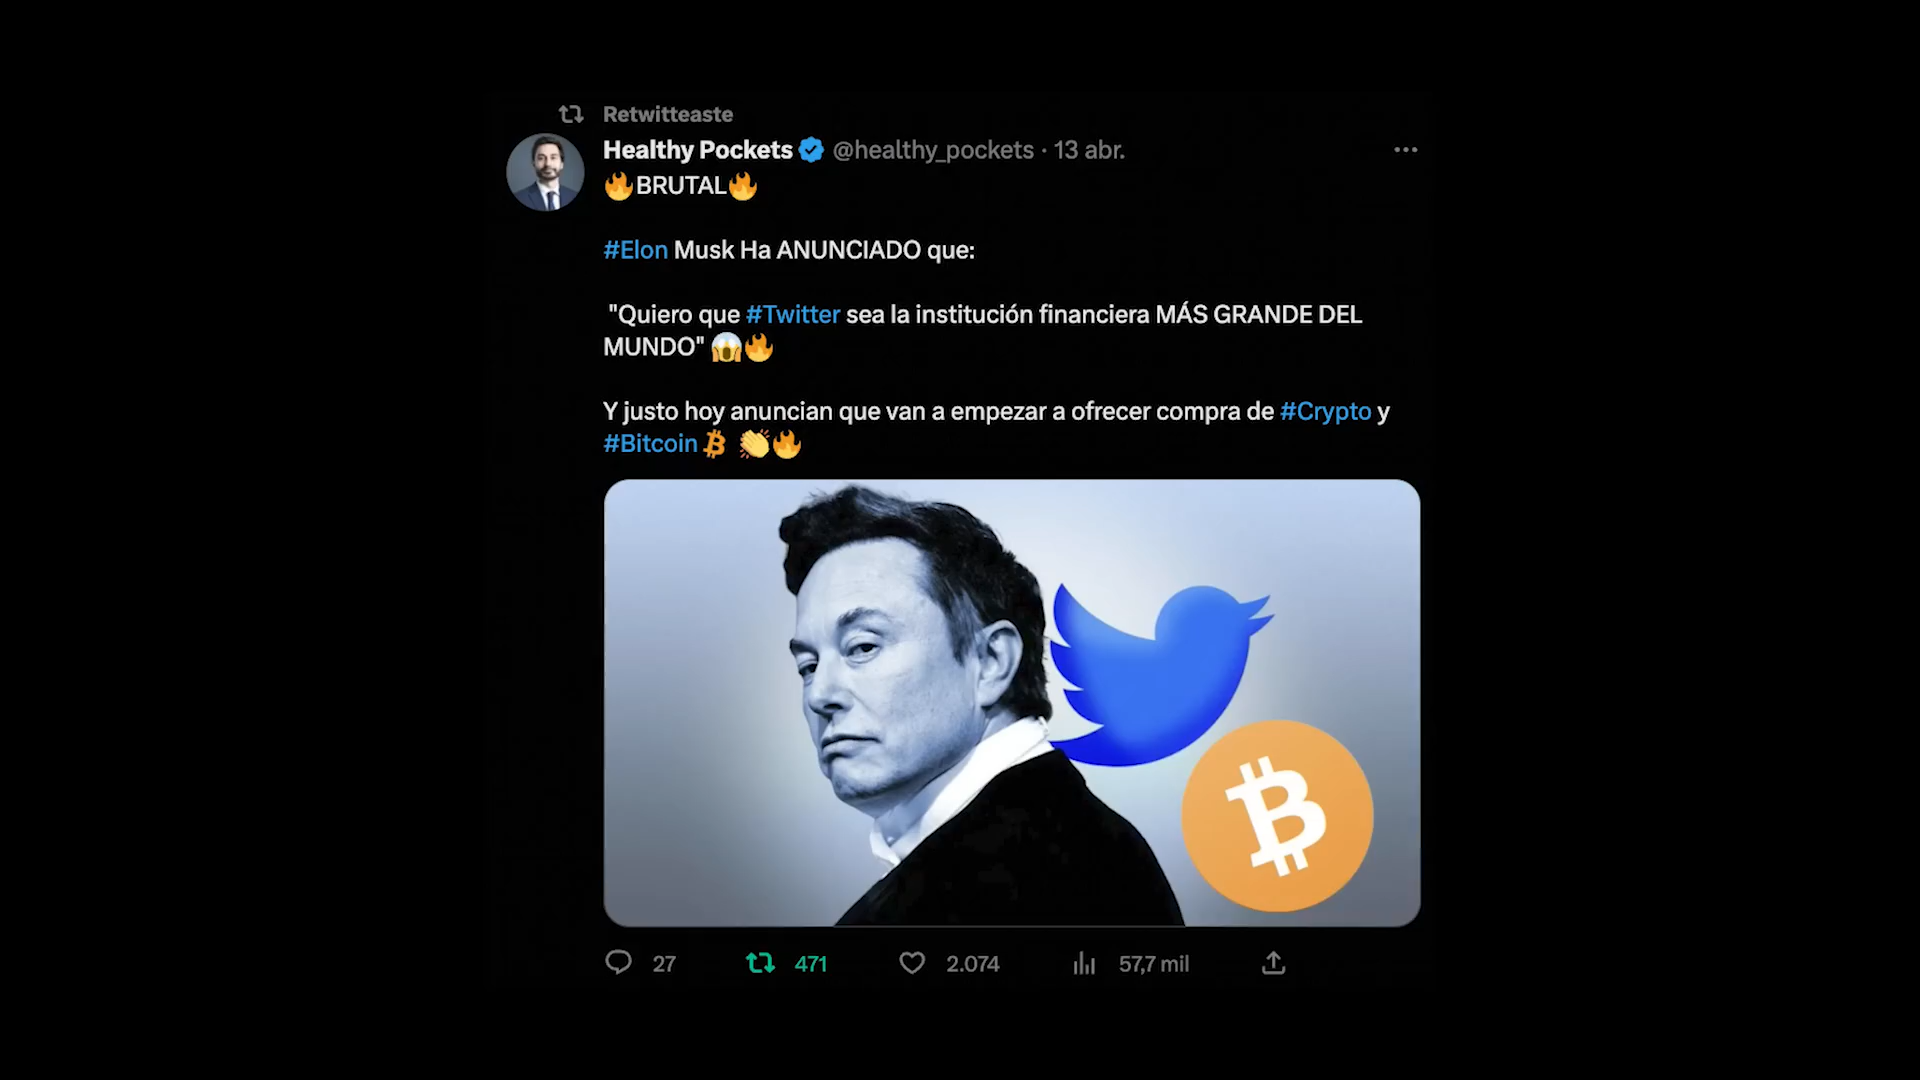 Retwitteaste
Healthy Pockets @healthy_pockets · 13 abr.
🔥BRUTAL🔥
#Elon Musk Ha ANUNCIADO que:
"Quiero que #Twitter sea la institución financiera MÁS GRANDE DEL
MUNDO" 😱🔥
Y justo hoy anuncian que van a empezar a ofrecer compra de #Crypto y
#Bitcoin 👏🔥
27 471 2.074 57,7 mil